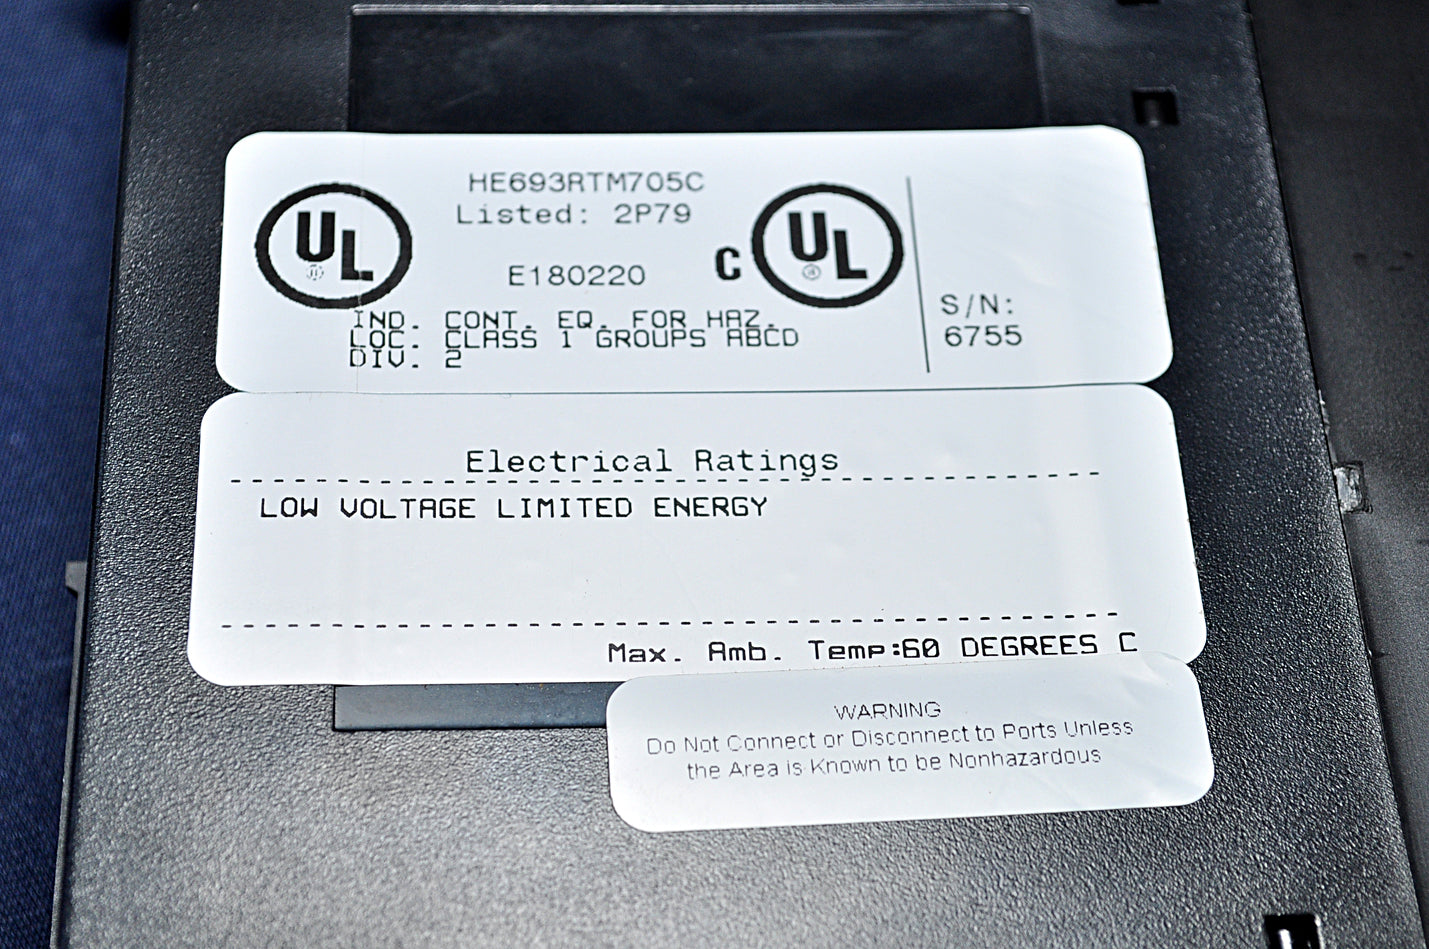 HE693RTM705C
Listed: 2P79
UL
E180220
C UL
IND. CONT. EQ. FOR HAZ.
LOC. CLASS 1 GROUPS ABCD
DIV. 2
S/N:
6755
Electrical Ratings
LOW VOLTAGE LIMITED ENERGY
Max. Amb. Temp:60 DEGREES C
WARNING
Do Not Connect or Disconnect to Ports Unless
the Area is Known to be Nonhazardous